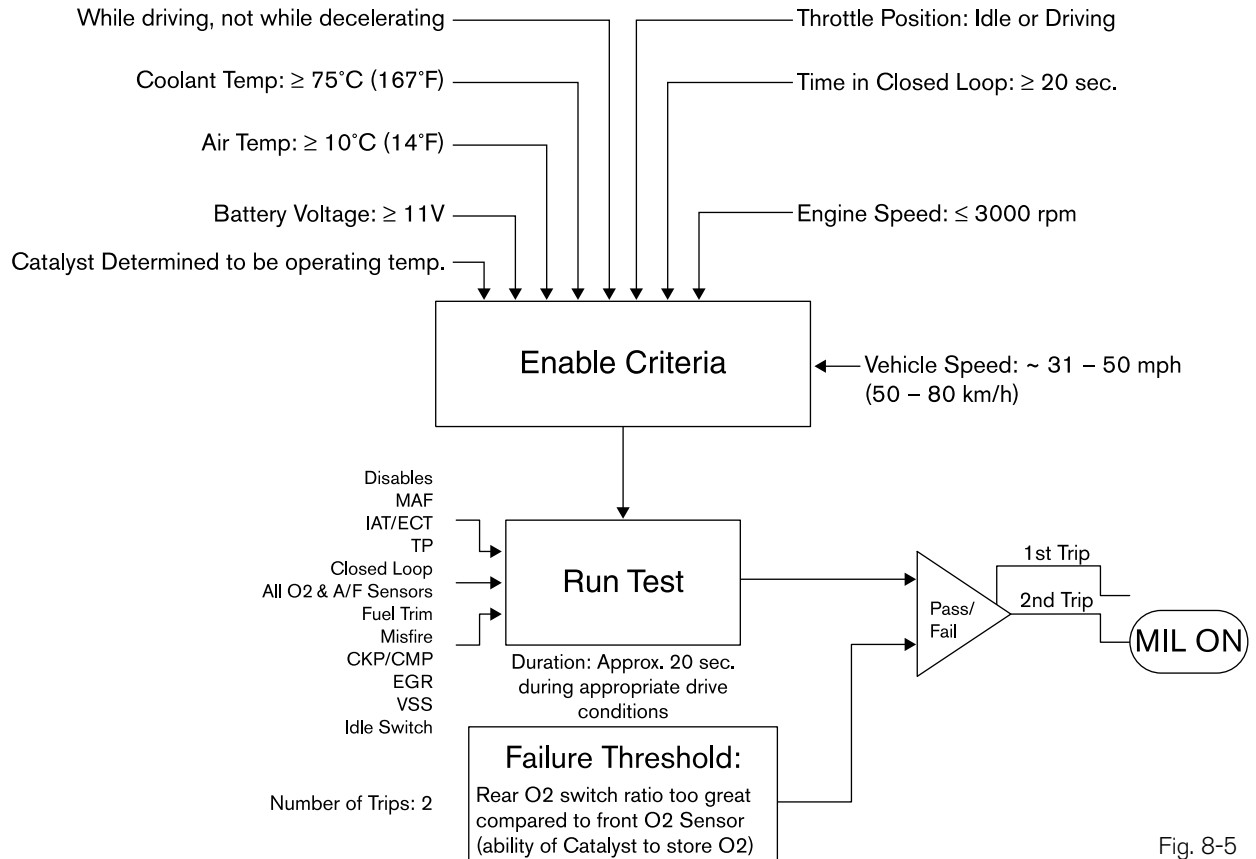 While driving, not while decelerating
Throttle Position: Idle or Driving
Coolant Temp: ≥ 75°C (167°F)
Time in Closed Loop: ≥ 20 sec.
Air Temp: ≥ 10°C (14°F)
Battery Voltage: ≥ 11V
Engine Speed: ≤ 3000 rpm
Catalyst Determined to be operating temp.
Enable Criteria
Vehicle Speed: ~ 31 – 50 mph
(50 – 80 km/h)
Disables
MAF
IAT/ECT
TP
Closed Loop
All O2 & A/F Sensors
Fuel Trim
Misfire
CKP/CMP
EGR
VSS
Idle Switch
Run Test
Duration: Approx. 20 sec.
during appropriate drive
conditions
Pass/
Fail
1st Trip
2nd Trip
MIL ON
Number of Trips: 2
Failure Threshold:
Rear O2 switch ratio too great
compared to front O2 Sensor
(ability of Catalyst to store O2)
Fig. 8-5